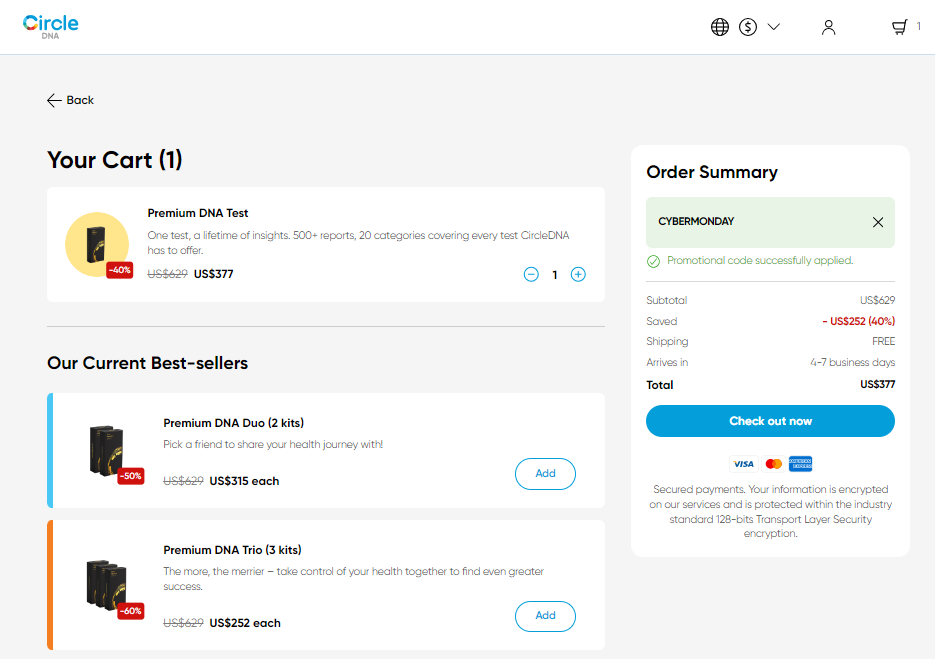 Circle
DNA
1
Back
Your Cart (1)
Premium DNA Test
One test, a lifetime of insights. 500+ reports, 20 categories covering every test CircleDNA
has to offer.
-40%
US$629 US$377
1
Our Current Best-sellers
Premium DNA Duo (2 kits)
Pick a friend to share your health journey with!
-50%
US$629 US$315 each
Add
Premium DNA Trio (3 kits)
The more, the merrier – take control of your health together to find even greater
success.
-60%
US$629 US$252 each
Add
Order Summary
CYBERMONDAY
Promotional code successfully applied.
Subtotal US$629
Saved - US$252 (40%)
Shipping FREE
Arrives in 4-7 business days
Total US$377
Check out now
VISA
Secured payments. Your information is encrypted
on our services and is protected within the industry
standard 128-bits Transport Layer Security
encryption.